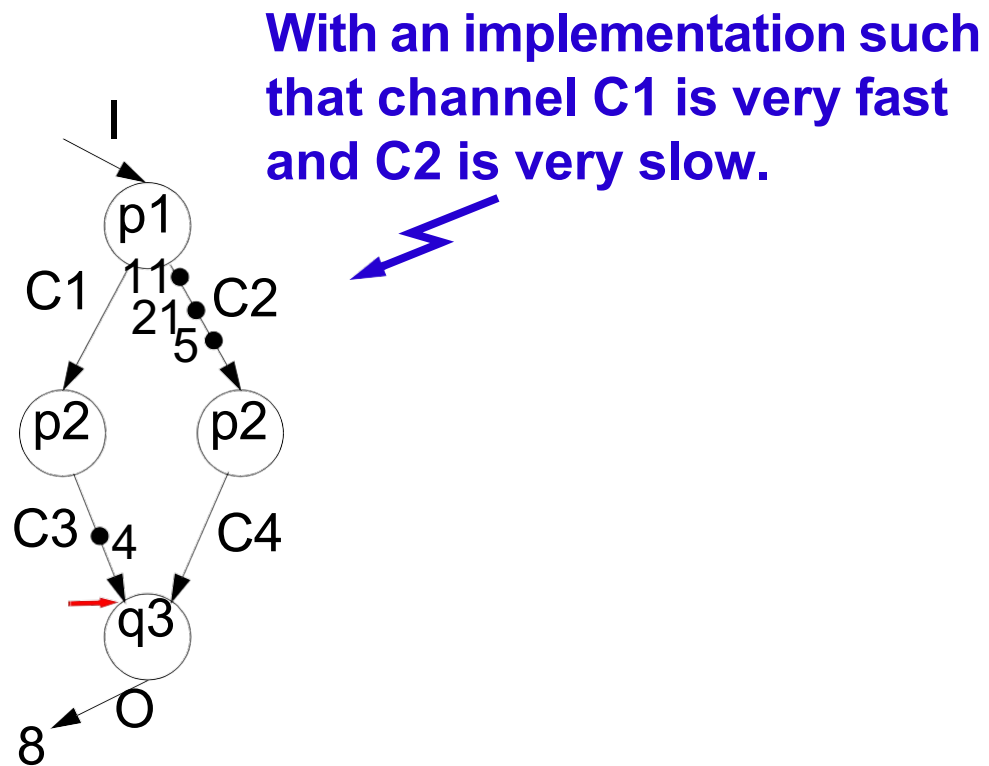 With an implementation such
that channel C1 is very fast
and C2 is very slow.
I
p1
C1
11
C2
21
5
p2
p2
C3
4
C4
q3
O
8